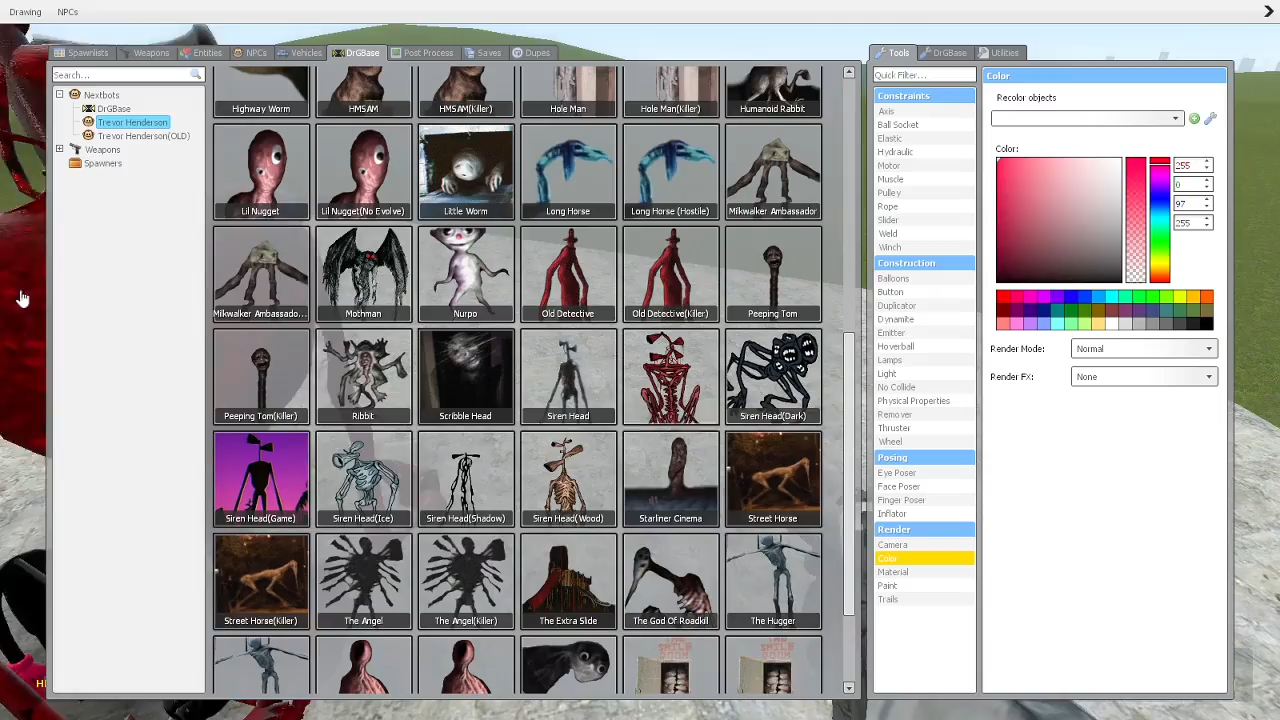 Drawing NPCs
Spawnlists Weapons Entities NPCs Vehicles DrGBase Post Process Saves Dupes
Tools DrGBase Utilities
Search...
Nextbots
DrGBase
Trevor Henderson
Trevor Henderson(OLD)
Weapons
Spawners
Highway Worm HMSAM HMSAM(Killer) Hole Man Hole Man(Killer) Humanoid Rabbit
Lil Nugget Lil Nugget(No Evolve) Little Worm Long Horse Long Horse (Hostile) Milkwalker Ambassador
Milkwalker Ambassado... Mothman Nurpo Old Detective Old Detective(Killer) Peeping Tom
Peeping Tom(Killer) Ribbit Scribble Head Siren Head Siren Head(Dark)
Siren Head(Game) Siren Head(Ice) Siren Head(Shadow) Siren Head(Wood) Starliner Cinema Street Horse
Street Horse(Killer) The Angel The Angel(Killer) The Extra Slide The God Of Roadkill The Hugger
Quick Filter...
Constraints
Axis
Ball Socket
Elastic
Hydraulic
Motor
Muscle
Pulley
Rope
Slider
Weld
Winch
Construction
Balloons
Button
Duplicator
Dynamite
Emitter
Hoverball
Lamps
Light
No Collide
Physical Properties
Remover
Thruster
Wheel
Posing
Eye Poser
Face Poser
Finger Poser
Inflator
Render
Camera
Color
Material
Paint
Trails
Color
Recolor objects
Color:
255
0
97
255
Render Mode: Normal
Render FX: None